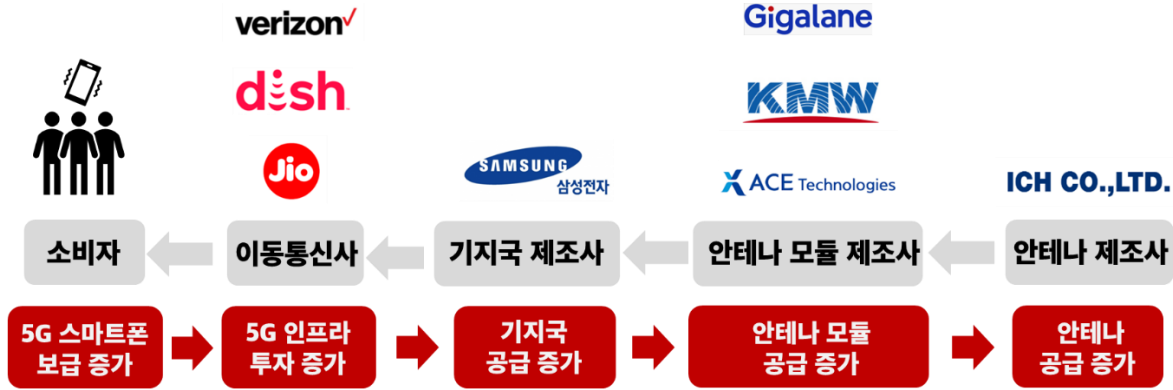 verizon✓
Gigalane
dish
KMW
Jio
SAMSUNG
삼성전자
ACE Technologies
ICH CO.,LTD.
소비자
이동통신사
기지국 제조사
안테나 모듈 제조사
안테나 제조사
5G 스마트폰
보급 증가
5G 인프라
투자 증가
기지국
공급 증가
안테나 모듈
공급 증가
안테나
공급 증가